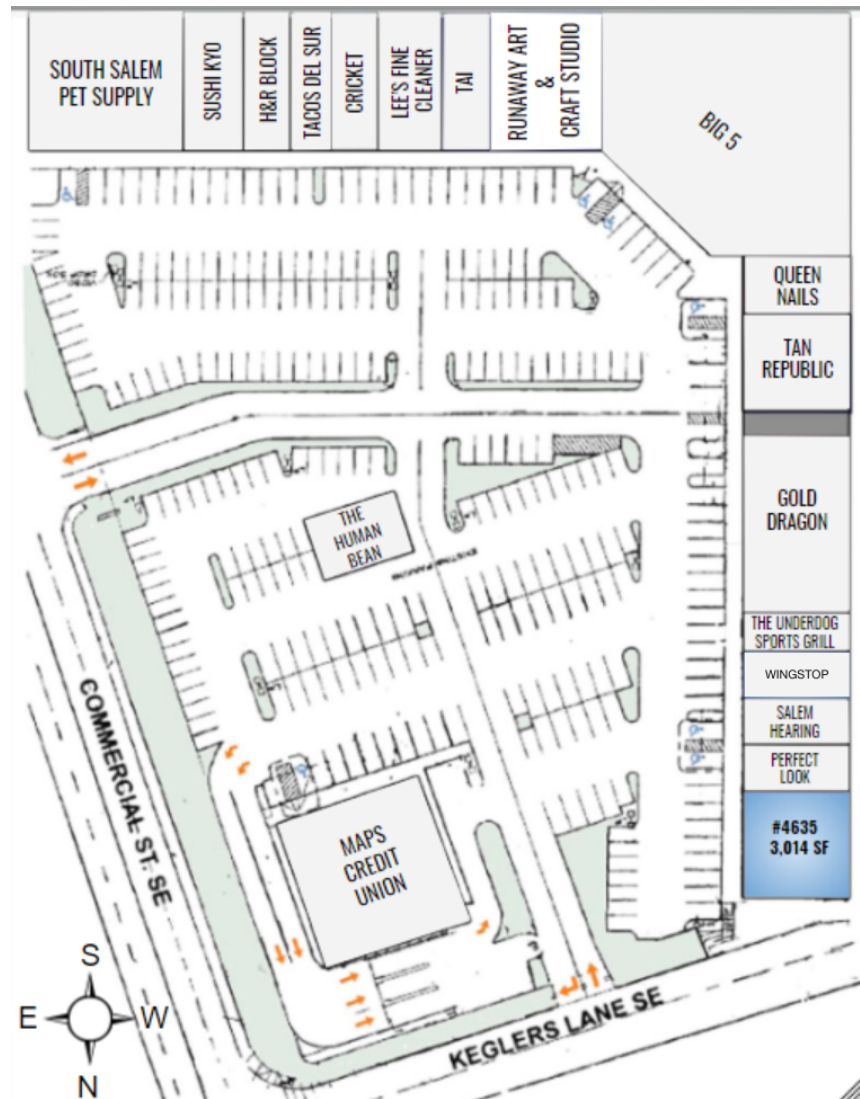 SOUTH SALEM
PET SUPPLY
SUSHI KYO
H&R BLOCK
TACOS DEL SUR
CRICKET
LEE'S FINE
CLEANER
TAI
RUNAWAY ART
&
CRAFT STUDIO
BIG 5
QUEEN
NAILS
TAN
REPUBLIC
GOLD
DRAGON
THE UNDERDOG
SPORTS GRILL
WINGSTOP
SALEM
HEARING
PERFECT
LOOK
#4635
3,014 SF
THE
HUMAN
BEAN
MAPS
CREDIT
UNION
COMMERCIAL ST. SE
KEGLERS LANE SE
S
E
W
N